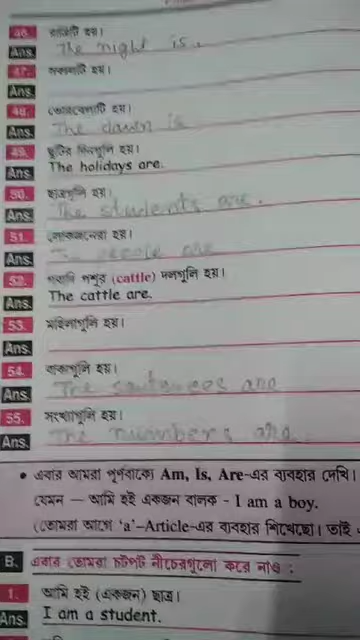 46. রাত্রিটি হয়।
Ans. The night is.
47. সকালটি হয়।
Ans.
48. ভোরবেলাটি হয়।
Ans. The dawn is
49. ছুটির দিনগুলি হয়।
Ans. The holidays are.
50. ছাত্রগুলি হয়।
Ans. The students are.
51. লোকজনেরা হয়।
Ans. The people are
52. গবাদি পশুর (cattle) দলগুলি হয়।
Ans. The cattle are.
53. মহিলাগুলি হয়।
Ans.
54. বাক্যগুলি হয়।
Ans. The sentences are
55. সংখ্যাগুলি হয়।
Ans. The numbers are.
• এবার আমরা পূর্ণবাক্যে Am, Is, Are-এর ব্যবহার দেখি।
যেমন — আমি হই একজন বালক - I am a boy.
(তোমরা আগে 'a'–Article-এর ব্যবহার শিখেছো। তাই
B. এবার তোমরা চটপট নীচেরগুলো করে নাও :
1. আমি হই (একজন) ছাত্র।
Ans. I am a student.